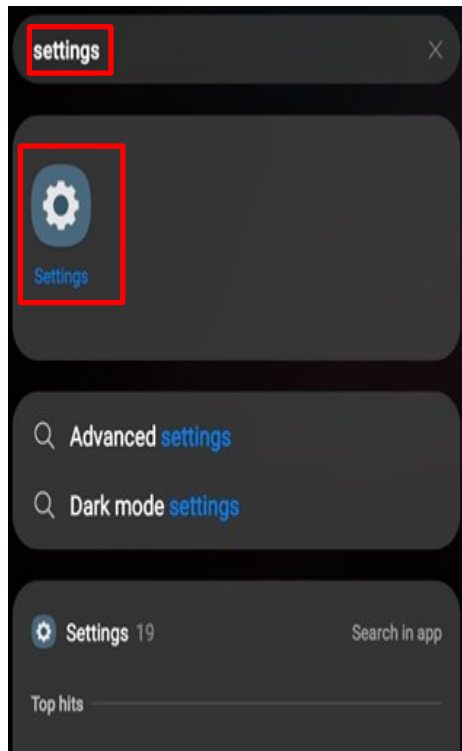 settings
Settings
Advanced settings
Dark mode settings
Settings 19 Search in app
Top hits